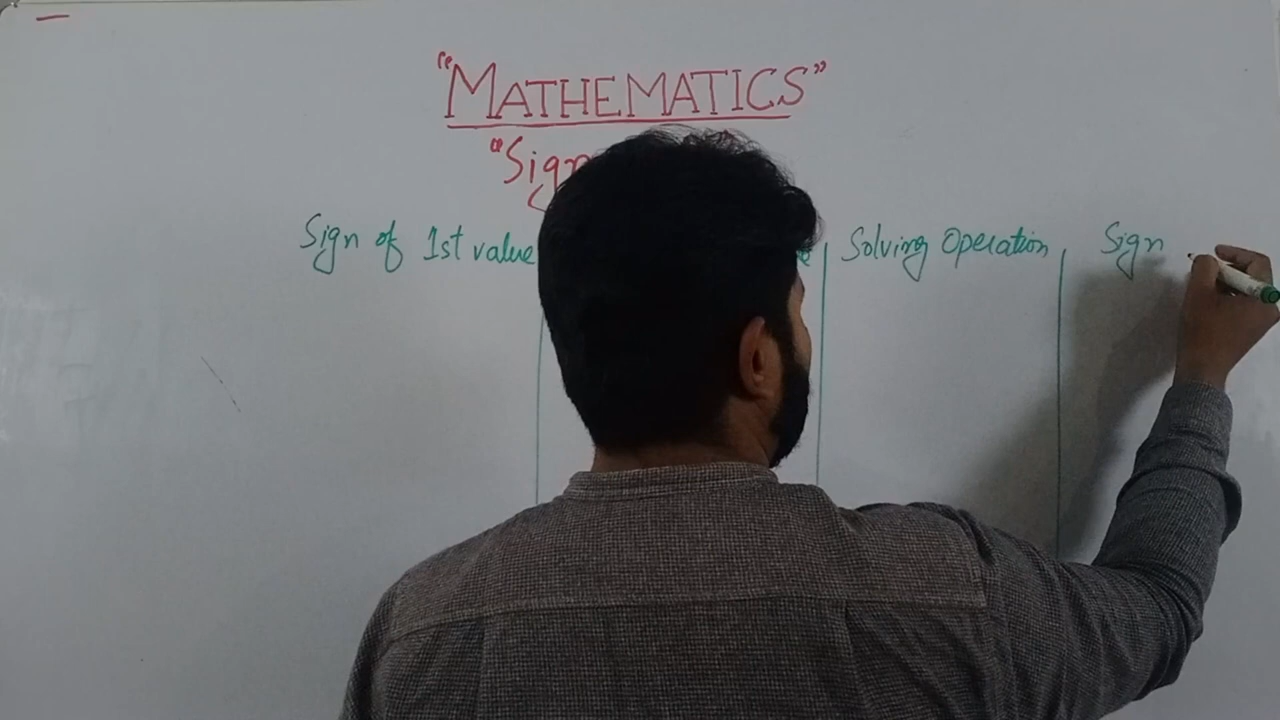 "MATHEMATICS"
"Sign
Sign of 1st value Solving Operation Sign